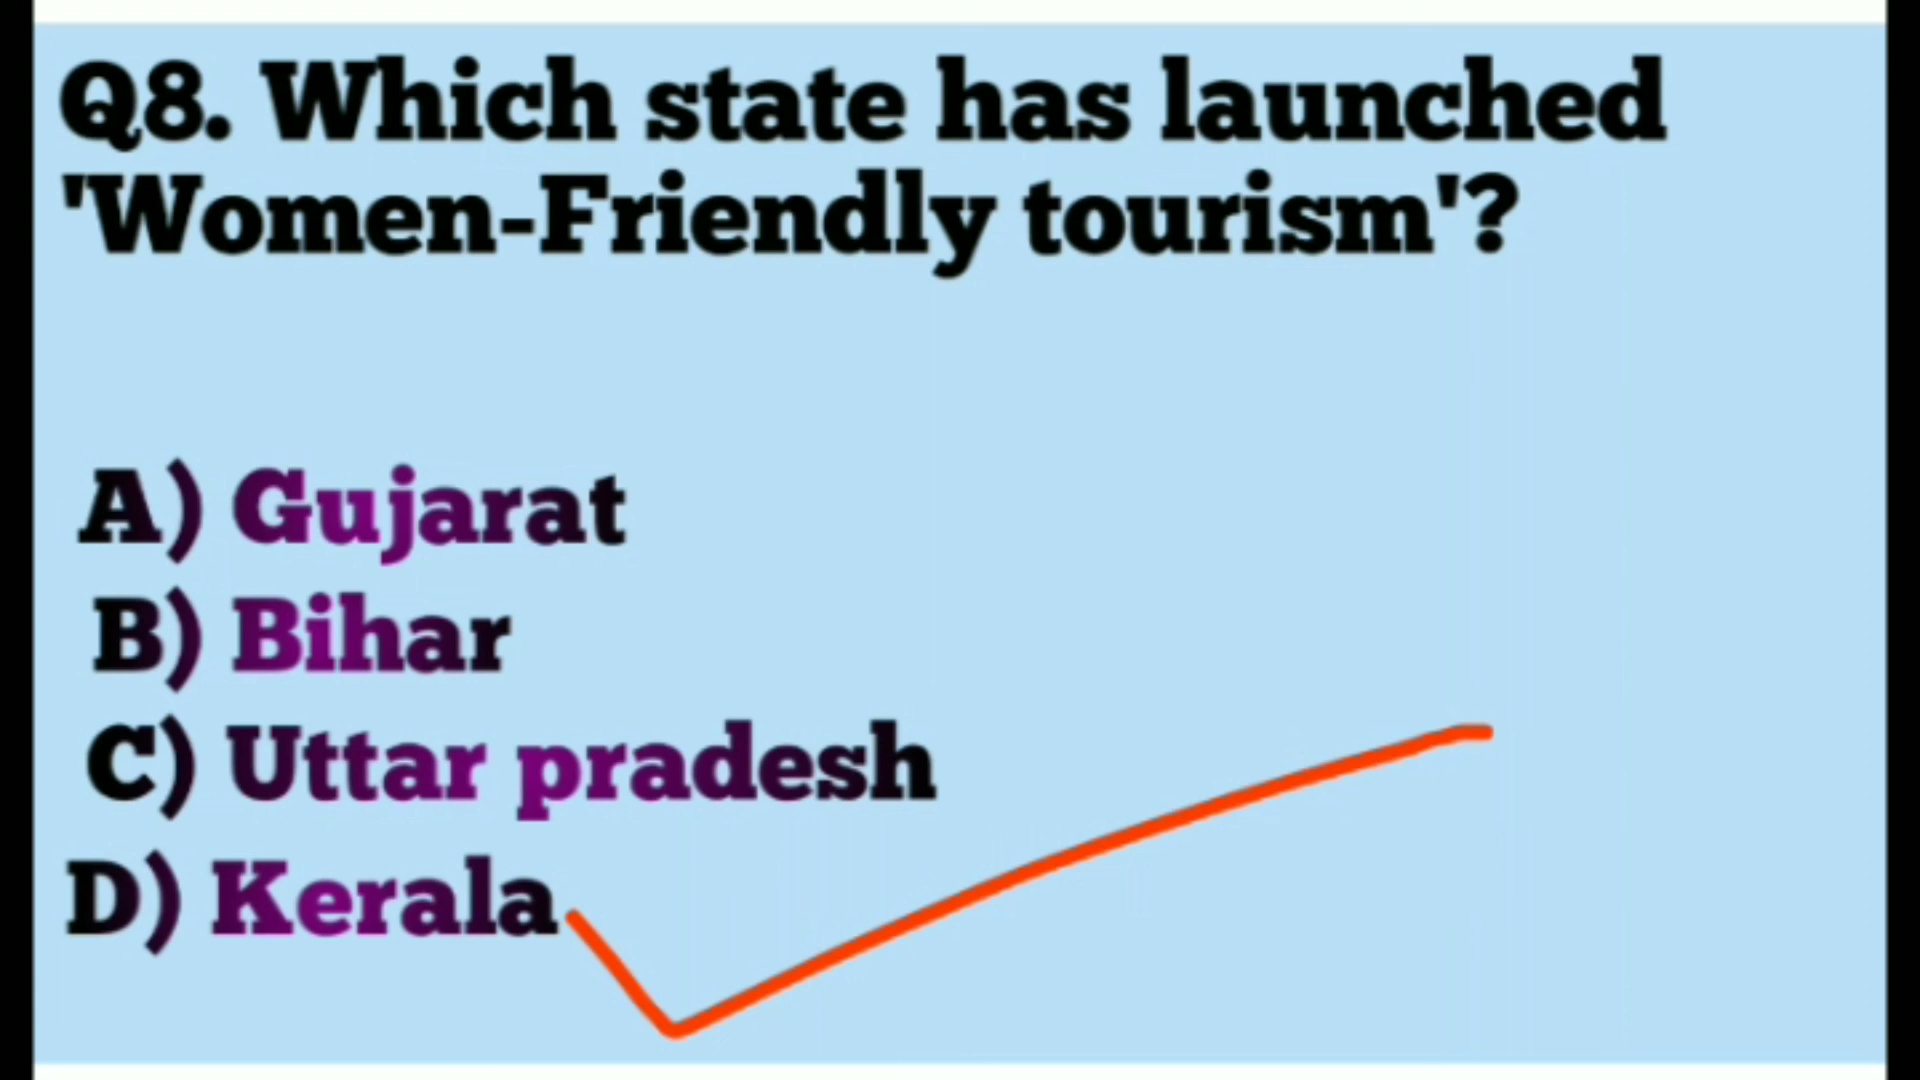 Q8. Which state has launched
'Women-Friendly tourism'?
A) Gujarat
B) Bihar
C) Uttar pradesh
D) Kerala